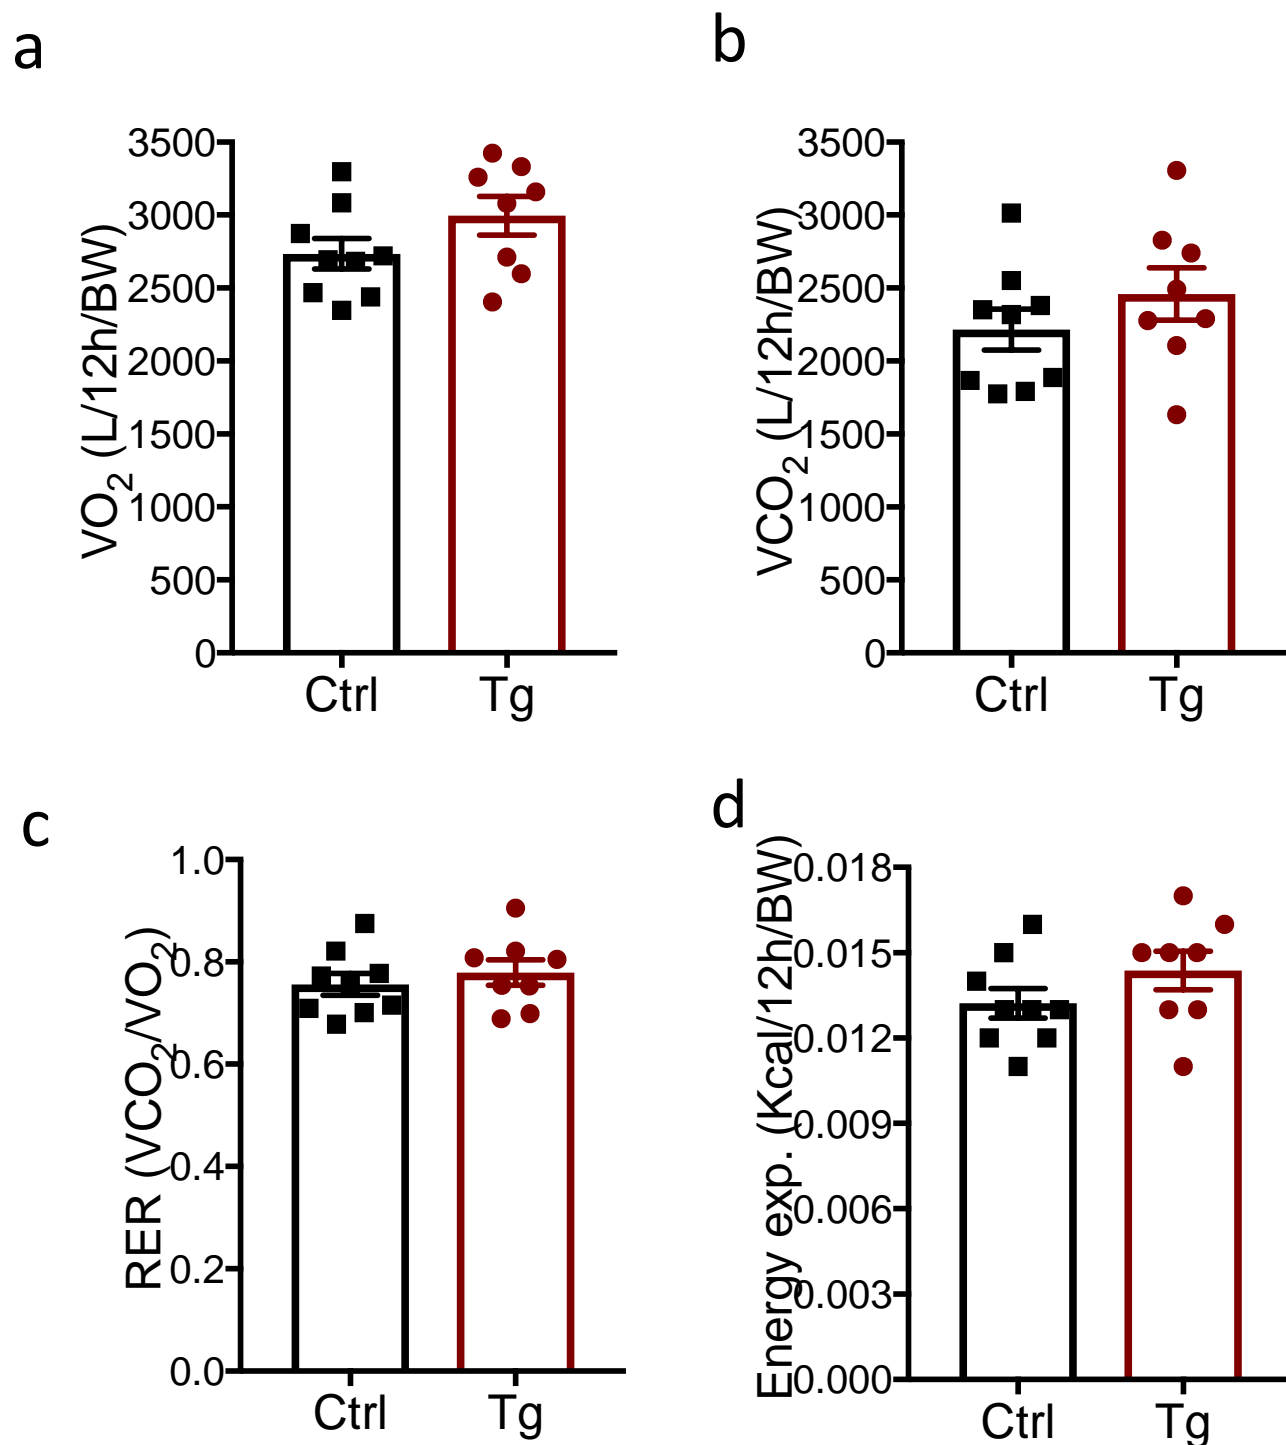 a
VO2 (L/12h/BW)
3500
3000
2500
2000
1500
1000
500
0
Ctrl
Tg
b
VCO2 (L/12h/BW)
3500
3000
2500
2000
1500
1000
500
0
Ctrl
Tg
c
RER (VCO2/VO2)
1.0
0.8
0.6
0.4
0.2
0.0
Ctrl
Tg
d
Energy exp. (Kcal/12h/BW)
0.018
0.015
0.012
0.009
0.006
0.003
0.000
Ctrl
Tg